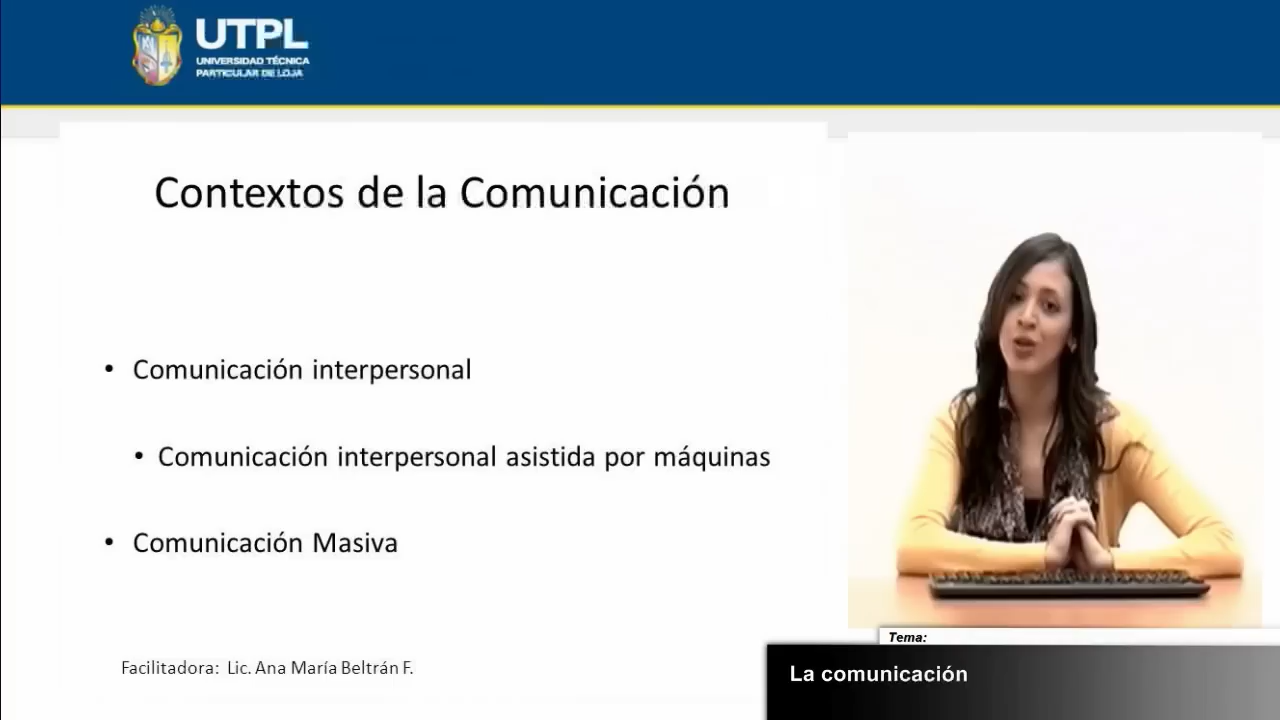 UTPL
UNIVERSIDAD TÉCNICA
PARTICULAR DE LOJA
Contextos de la Comunicación
• Comunicación interpersonal
• Comunicación interpersonal asistida por máquinas
• Comunicación Masiva
Facilitadora: Lic. Ana María Beltrán F.
Tema:
La comunicación